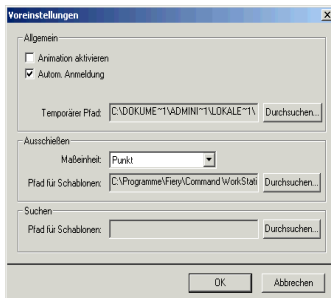 Voreinstellungen
Allgemein
Animation aktivieren
Autom. Anmeldung
Temporärer Pfad: C:\DOKUME~1\ADMINI~1\LOKALE~1\ Durchsuchen...
Ausschießen
Maßeinheit: Punkt
Pfad für Schablonen: C:\Programme\Fiery\Command WorkStati Durchsuchen...
Suchen
Pfad für Schablonen: Durchsuchen...
OK Abbrechen